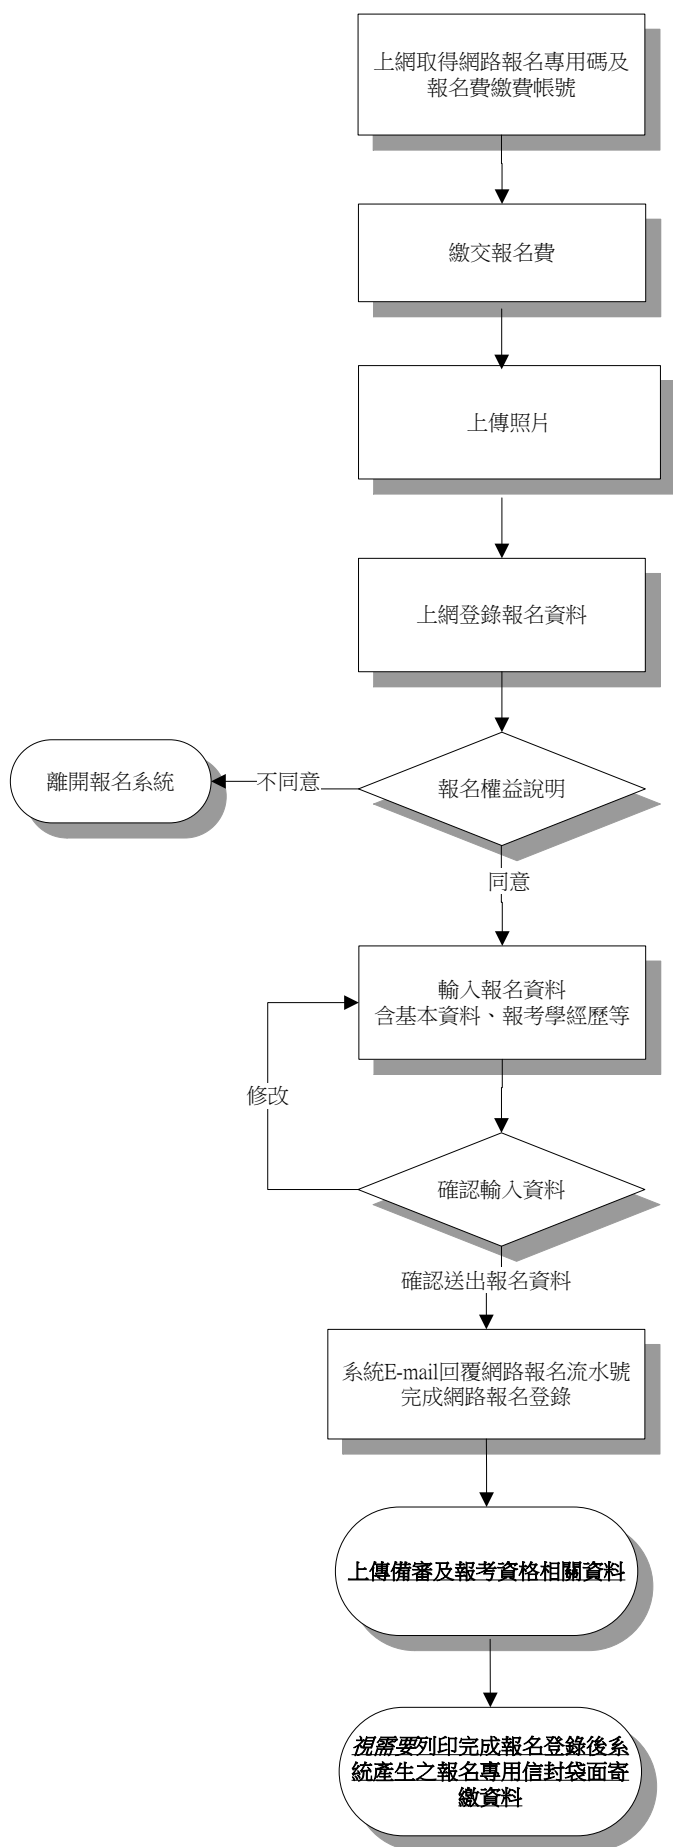 上網取得網路報名專用碼及
報名費繳費帳號
繳交報名費
上傳照片
上網登錄報名資料
離開報名系統
不同意
報名權益說明
同意
輸入報名資料
含基本資料、報考學經歷等
修改
確認輸入資料
確認送出報名資料
系統E-mail回覆網路報名流水號
完成網路報名登錄
上傳備審及報考資格相關資料
視需要列印完成報名登錄後系
統產生之報名專用信封袋面寄
繳資料